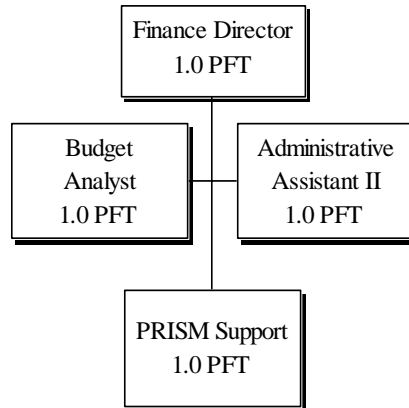 Finance Director
1.0 PFT
Budget
Analyst
1.0 PFT
Administrative
Assistant II
1.0 PFT
PRISM Support
1.0 PFT